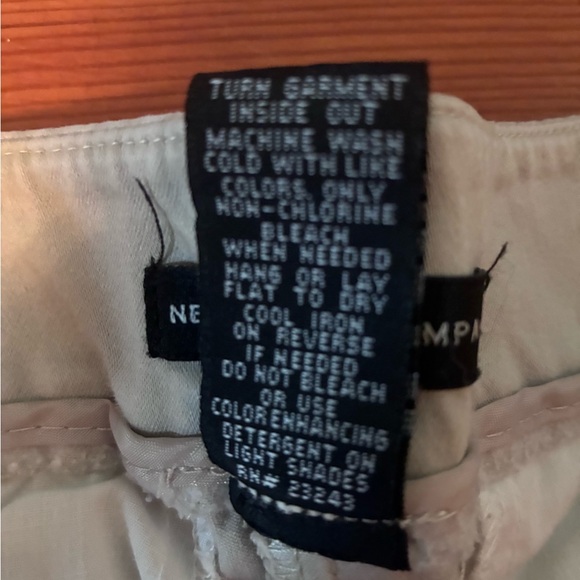 TURN GARMENT
INSIDE OUT
MACHINE WASH
COLD WITH LIKE
COLORS ONLY
NON-CHLORINE
BLEACH
WHEN NEEDED
HANG OR LAY
FLAT TO DRY
COOL IRON
ON REVERSE
IF NEEDED
DO NOT BLEACH
OR USE
COLORENHANCING
DETERGENT ON
LIGHT SHADES
RN# 23243
NE
MPA